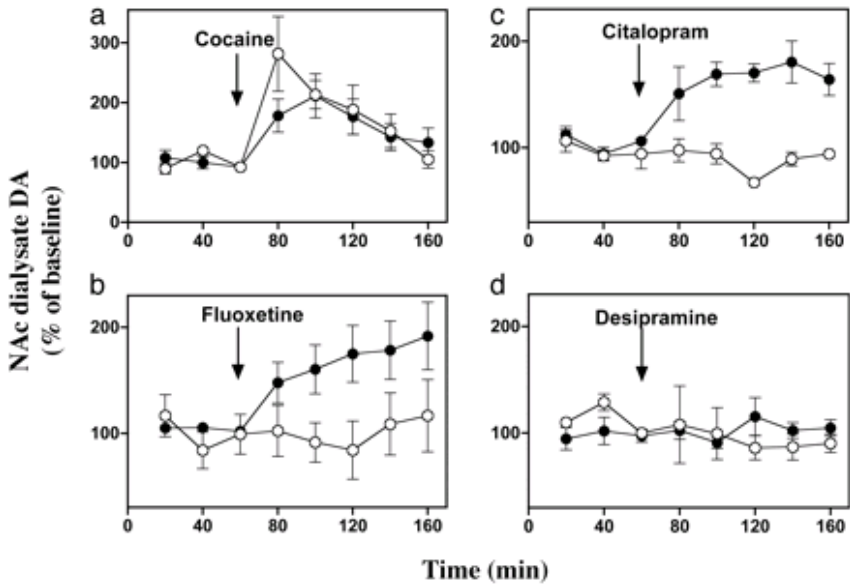 NAc dialysate DA
(% of baseline)
a
Cocaine
300
200
100
0
0 40 80 120 160
b
Fluoxetine
200
100
0 40 80 120 160
c
Citalopram
200
100
0 40 80 120 160
d
Desipramine
200
100
0 40 80 120 160
Time (min)